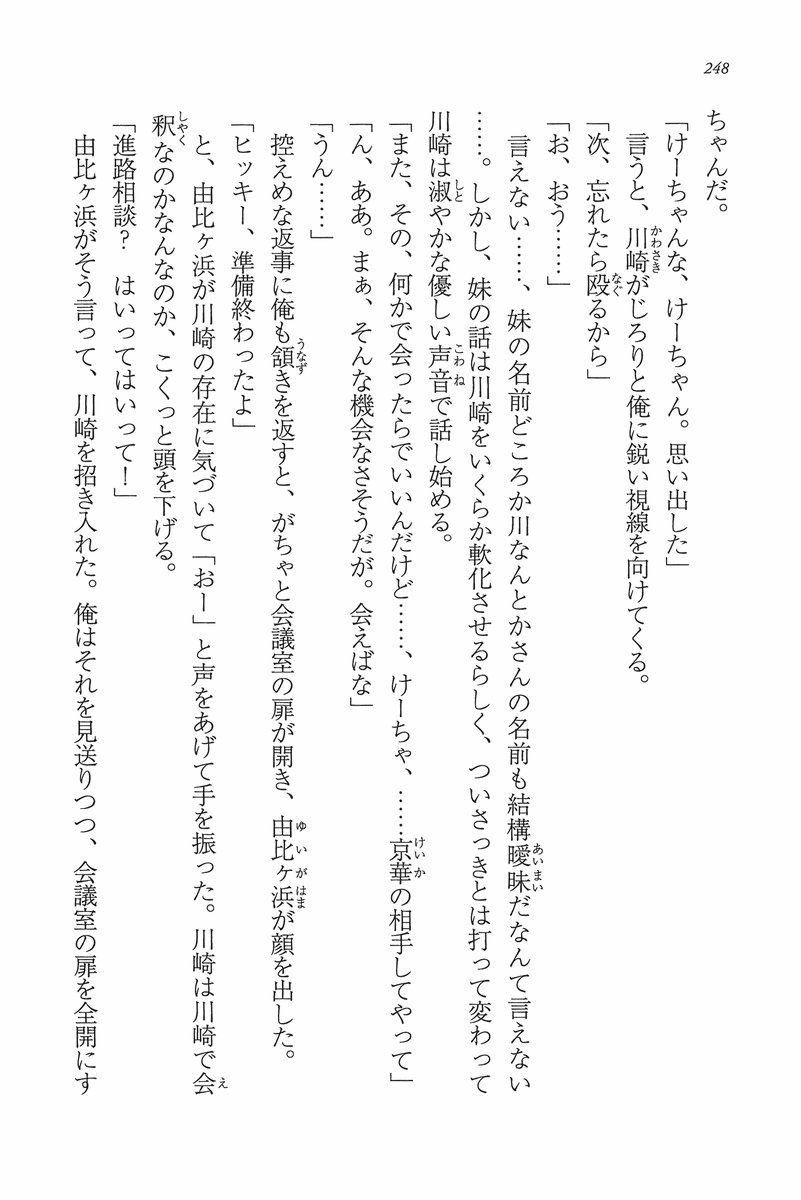 248
ちゃんだ。
「けーちゃんな、けーちゃん。思い出した」
言うと、川崎がじろりと俺に鋭い視線を向けてくる。
「次、忘れたら殴るから」
「お、おう……」
言えない……、妹の名前どころか川なんとかさんの名前も結構曖昧だなんて言えない
……。しかし、妹の話は川崎をいくらか軟化させるらしく、ついさっきとは打って変わって
川崎は淑やかな優しい声音で話し始める。
「また、その、何かで会ったらでいいんだけど……、けーちゃ、……京華の相手してやって」
「ん、ああ。まぁ、そんな機会なさそうだが。会えばな」
「うん……」
控えめな返事に俺も頷きを返すと、がちゃと会議室の扉が開き、由比ヶ浜が顔を出した。
「ヒッキー、準備終わったよ」
と、由比ヶ浜が川崎の存在に気づいて「おー」と声をあげて手を振った。川崎は川崎で会
釈なのかなんなのか、こくっと頭を下げる。
「進路相談？　はいってはいって！」
由比ヶ浜がそう言って、川崎を招き入れた。俺はそれを見送りつつ、会議室の扉を全開にす